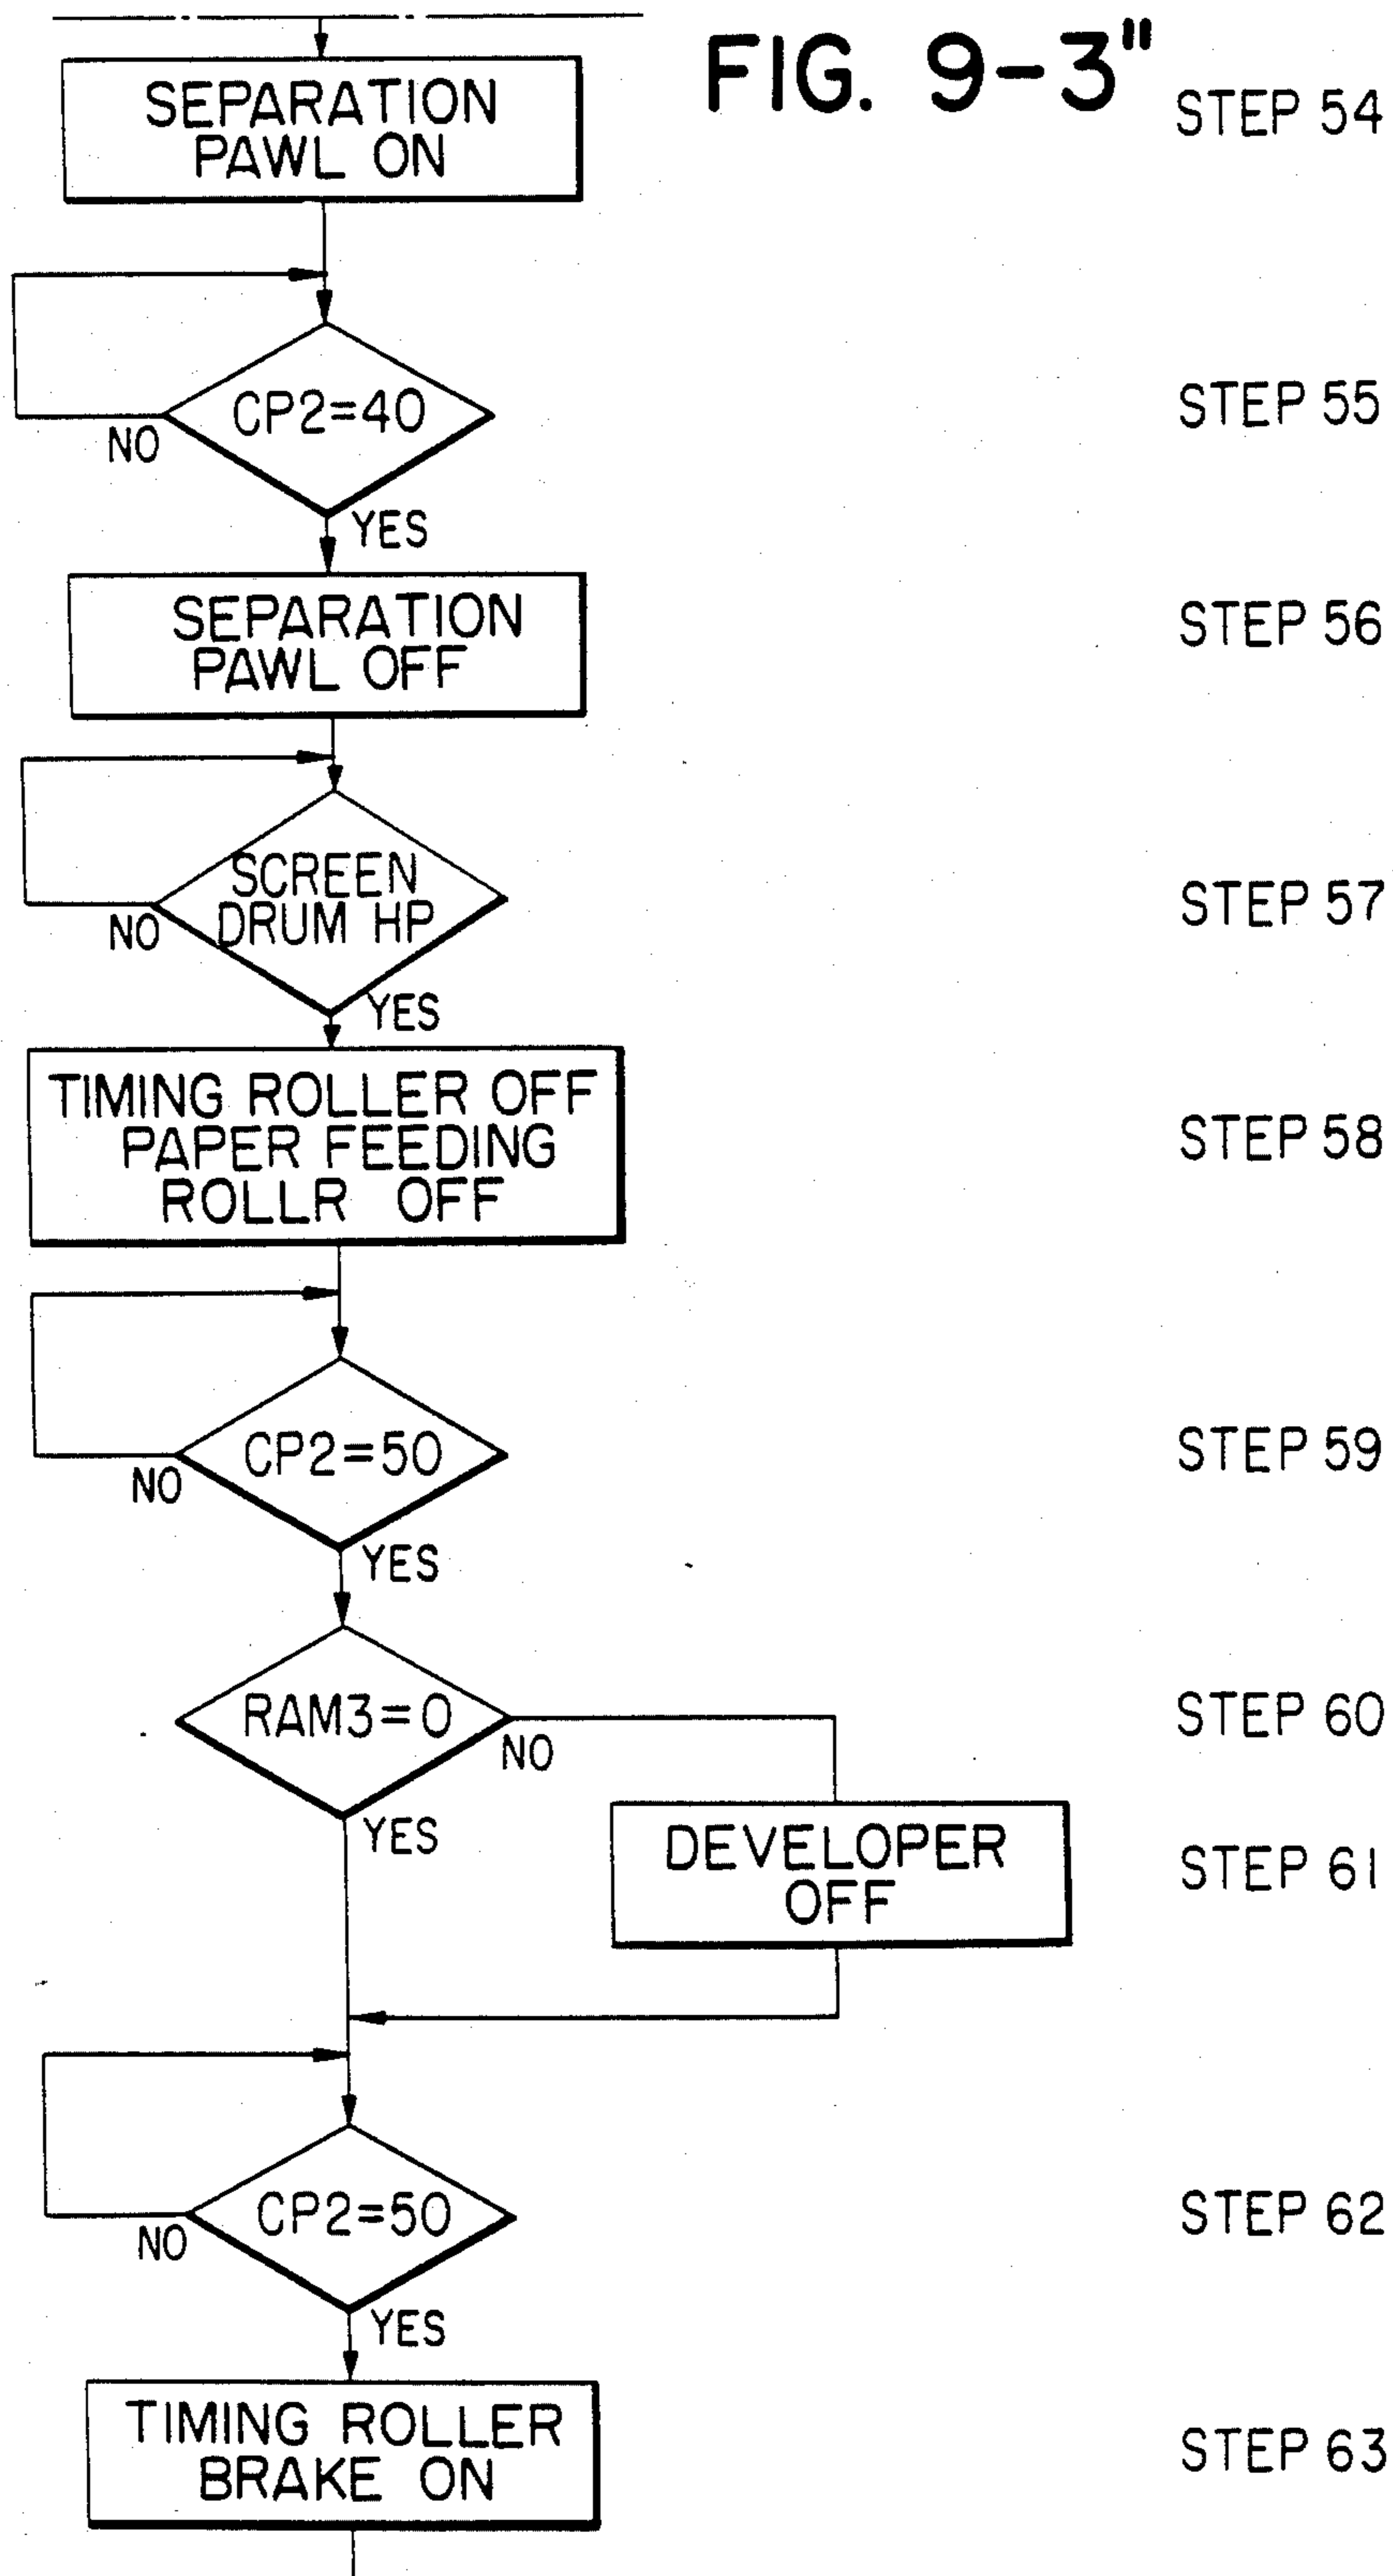 FIG. 9-3"
SEPARATION
PAWL ON
STEP 54
CP2=40
NO
YES
STEP 55
SEPARATION
PAWL OFF
STEP 56
SCREEN
DRUM HP
NO
YES
STEP 57
TIMING ROLLER OFF
PAPER FEEDING
ROLLR OFF
STEP 58
CP2=50
NO
YES
STEP 59
RAM3=0
NO
YES
STEP 60
DEVELOPER
OFF
STEP 61
CP2=50
NO
YES
STEP 62
TIMING ROLLER
BRAKE ON
STEP 63